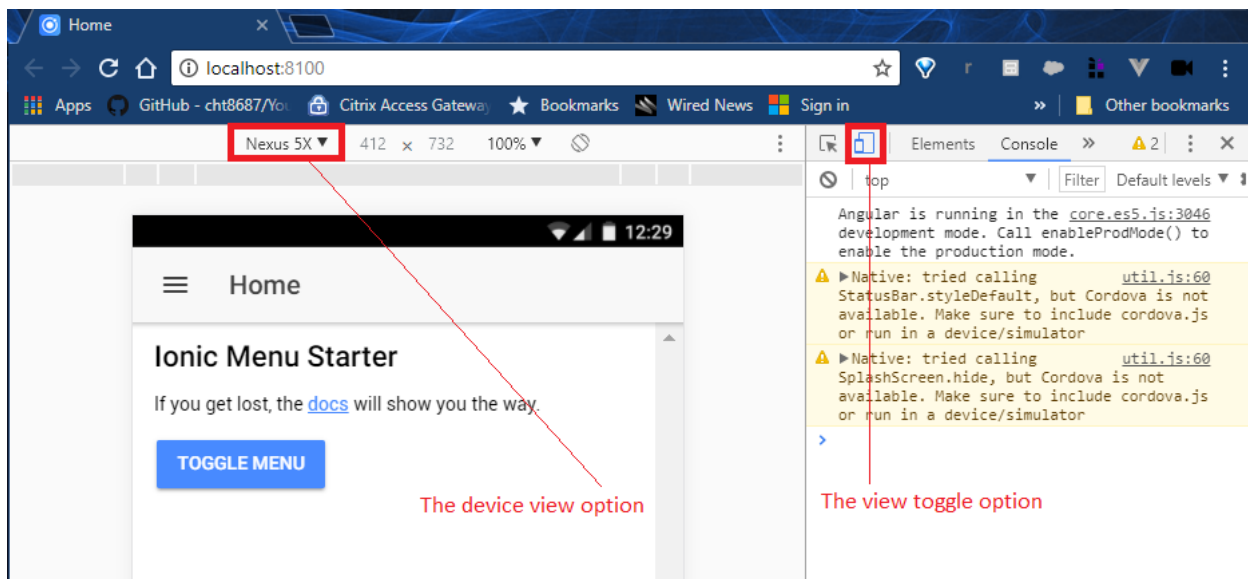 Home ×
localhost:8100
Apps GitHub - cht8687/You Citrix Access Gateway Bookmarks Wired News Sign in » Other bookmarks
Nexus 5X ▼ 412 × 732 100% ▼
Elements Console » 2
top ▼ Filter Default levels ▼
12:29
Home
Ionic Menu Starter
If you get lost, the docs will show you the way.
TOGGLE MENU
The device view option
Angular is running in the core.es5.js:3046
development mode. Call enableProdMode() to
enable the production mode.
▶Native: tried calling util.js:60
StatusBar.styleDefault, but Cordova is not
available. Make sure to include cordova.js
or run in a device/simulator
▶Native: tried calling util.js:60
SplashScreen.hide, but Cordova is not
available. Make sure to include cordova.js
or run in a device/simulator
>
The view toggle option